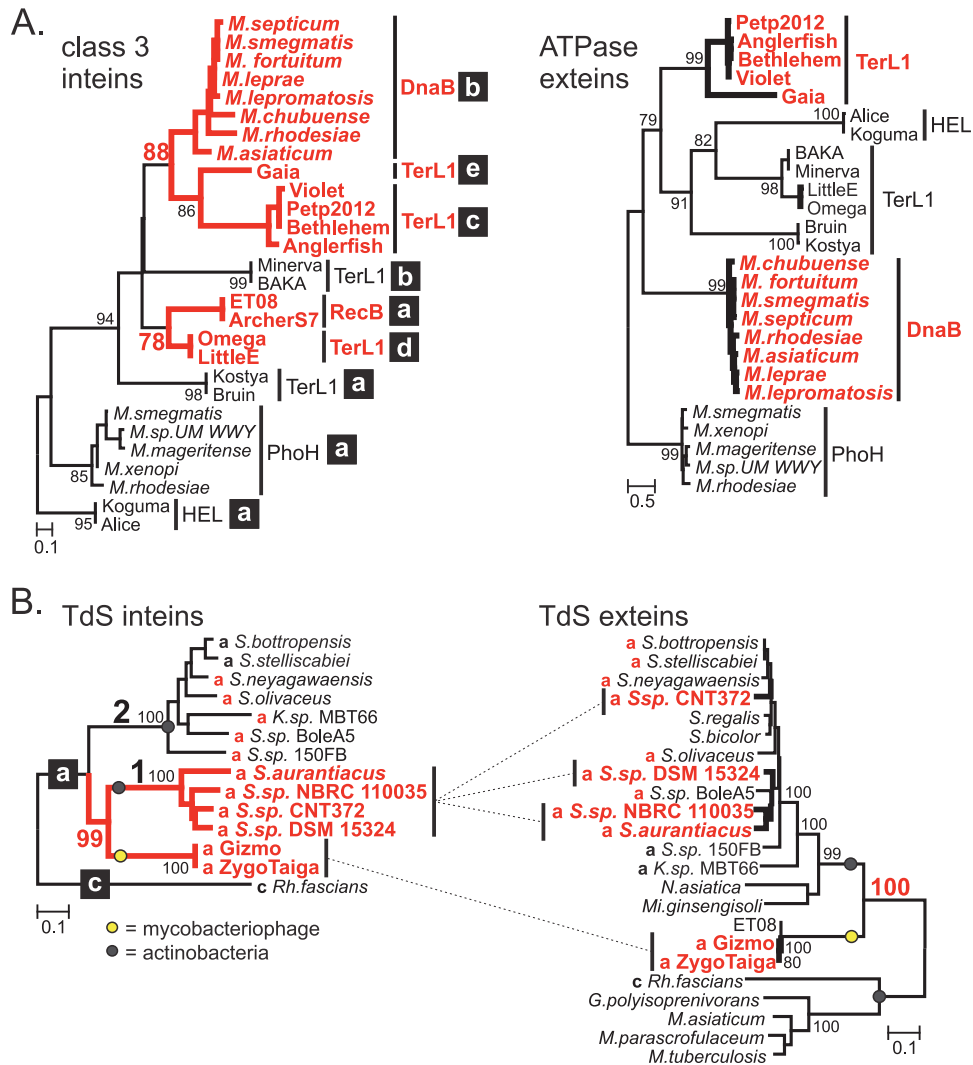 A.
class 3
inteins
M.septicum
M.smegmatis
M. fortuitum
M.leprae
M.lepromatosis
M.chubuense
M.rhodesiae
M.asiaticum
DnaB b
88
Gaia
TerL1 e
86
Violet
Petp2012
Bethlehem
Anglerfish
TerL1 c
Minerva
BAKA
99
TerL1 b
ET08
ArcherS7
RecB a
94
78
Omega
LittleE
TerL1 d
Kostya
Bruin
98
TerL1 a
M.smegmatis
M.sp.UM WWY
M.mageritense
M.xenopi
M.rhodesiae
85
PhoH a
Koguma
Alice
95
HEL a
0.1
ATPase
exteins
Petp2012
Anglerfish
Bethlehem
Violet
Gaia
99
TerL1
79
100
Alice
Koguma
HEL
82
BAKA
Minerva
98
LittleE
Omega
TerL1
91
Bruin
Kostya
100
M.chubuense
M. fortuitum
M.smegmatis
M.septicum
M.rhodesiae
M.asiaticum
M.leprae
M.lepromatosis
99
DnaB
M.smegmatis
M.xenopi
M.mageritense
M.sp.UM WWY
M.rhodesiae
99
PhoH
0.5
B.
TdS inteins
a S.bottropensis
a S.stelliscabiei
a S.neyagawaensis
a S.olivaceus
a K.sp. MBT66
a S.sp. BoleA5
a S.sp. 150FB
2
100
a
1
100
a S.aurantiacus
a S.sp. NBRC 110035
a S.sp. CNT372
a S.sp. DSM 15324
99
a Gizmo
a ZygoTaiga
100
c
c Rh.fascians
0.1
= mycobacteriophage
= actinobacteria
TdS exteins
a S.bottropensis
a S.stelliscabiei
a S.neyagawaensis
a Ssp. CNT372
S.regalis
S.bicolor
a S.olivaceus
a S.sp. DSM 15324
a S.sp. BoleA5
a S.sp. NBRC 110035
a S.aurantiacus
a S.sp. 150FB
a K.sp. MBT66
100
99
N.asiatica
Mi.ginsengisoli
100
ET08
a Gizmo
a ZygoTaiga
100
80
c Rh.fascians
G.polyisoprenivorans
M.asiaticum
M.parascrofulaceum
M.tuberculosis
100
0.1